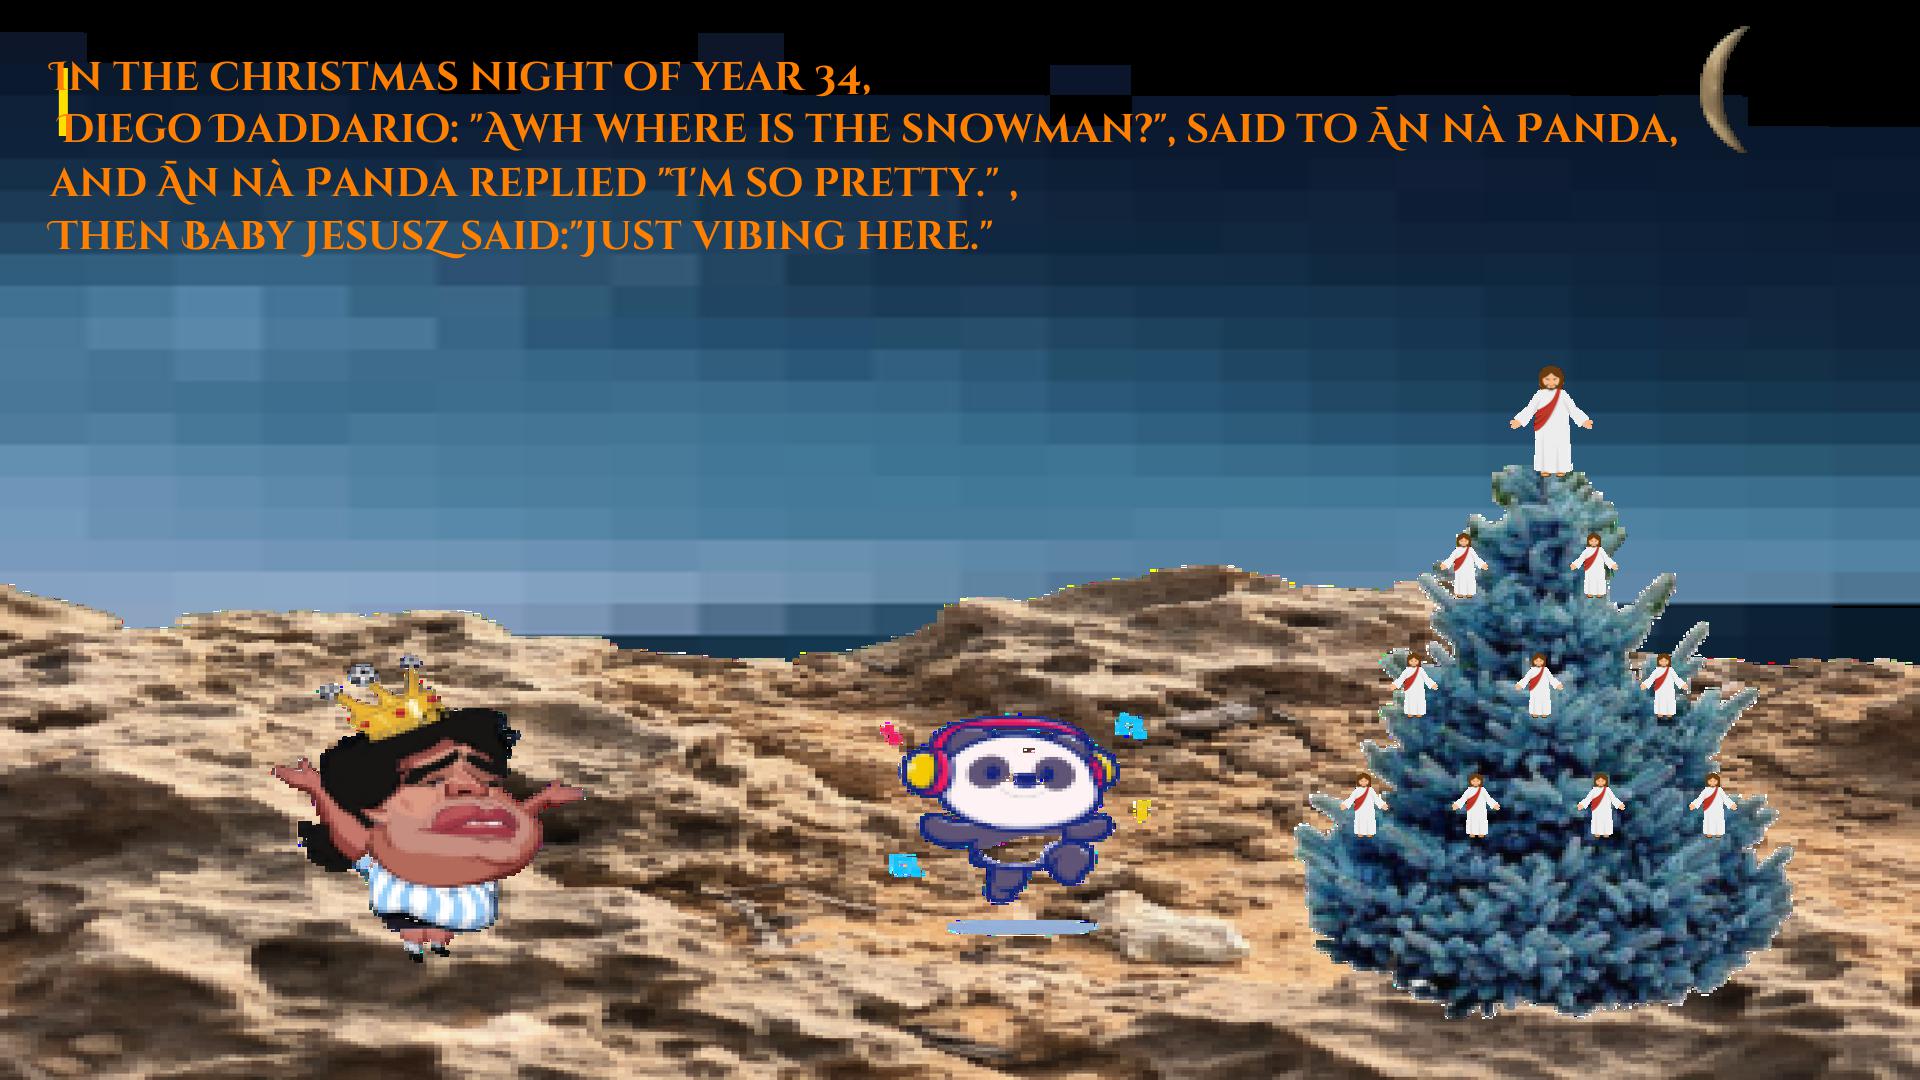 In the Christmas night of year 34,
Diego Daddario: "Awh where is the snowman?", said to Ān Nà Panda,
and Ān Nà Panda replied "I'm so pretty." ,
Then Baby Jesusz said:"Just vibing here."